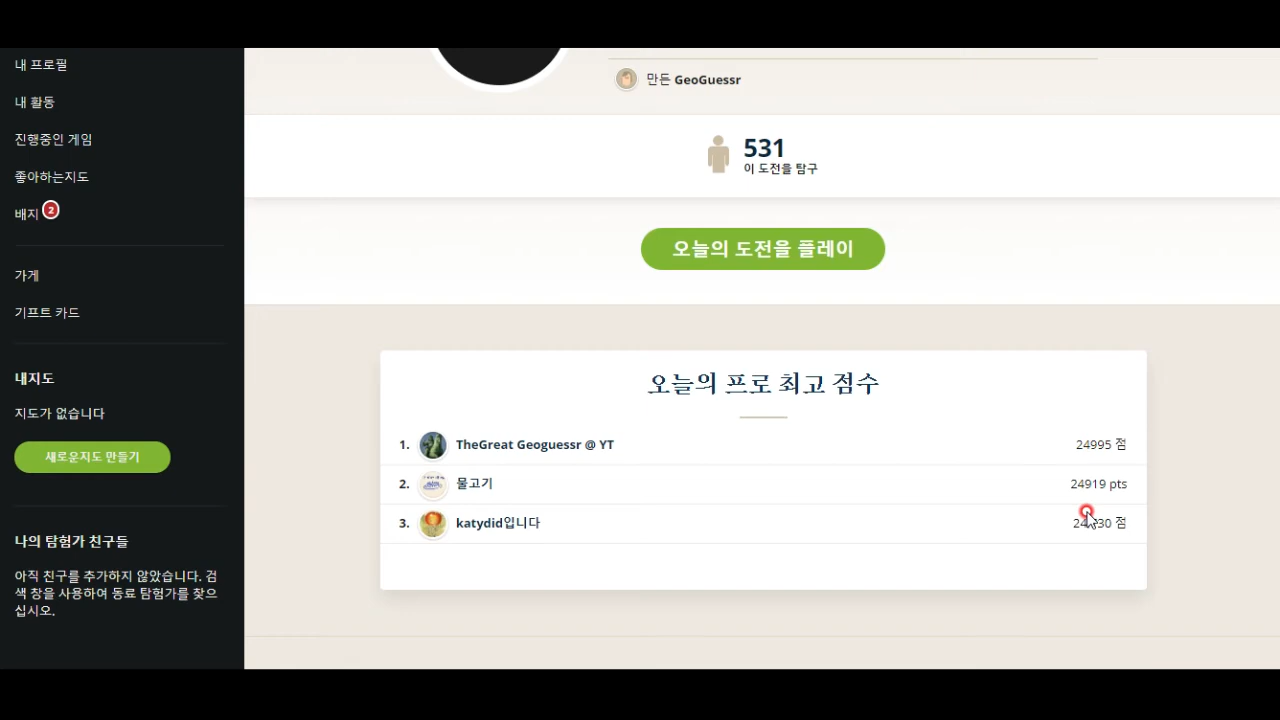 내 프로필
내 활동
진행중인 게임
좋아하는지도
배지 2
가게
기프트 카드
내지도
지도가 없습니다
새로운지도 만들기
나의 탐험가 친구들
아직 친구를 추가하지 않았습니다. 검
색 창을 사용하여 동료 탐험가를 찾으
십시오.
만든 GeoGuessr
531
이 도전을 탐구
오늘의 도전을 플레이
오늘의 프로 최고 점수
1. TheGreat Geoguessr @ YT 24995 점
2. 물고기 24919 pts
3. katydid입니다 점